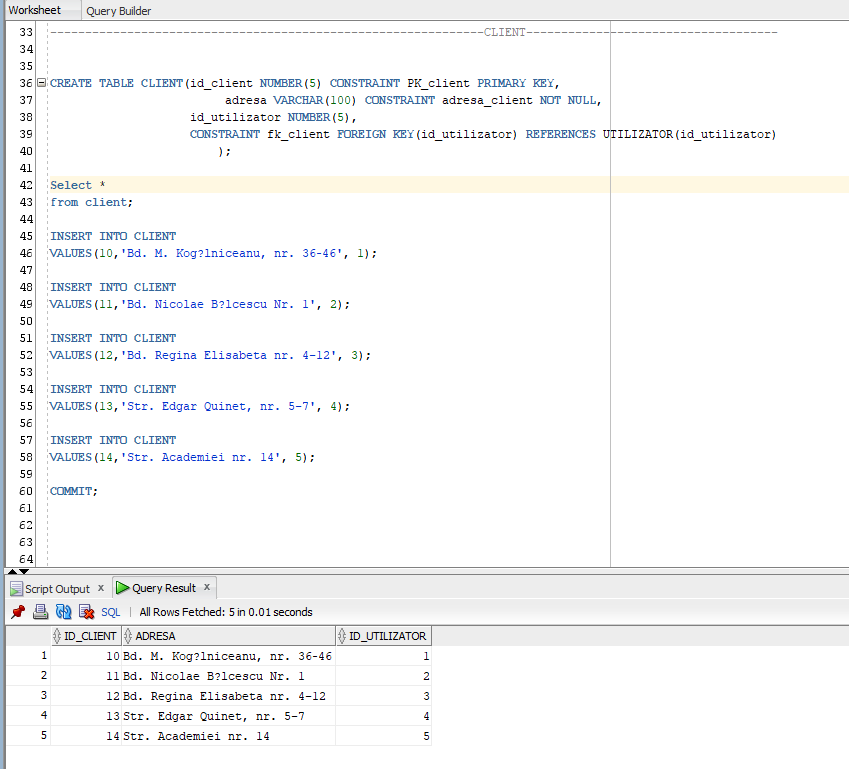 Worksheet Query Builder
33 --------------------------------------------------------------CLIENT------------------------------------
34
35
36 CREATE TABLE CLIENT(id_client NUMBER(5) CONSTRAINT PK_client PRIMARY KEY,
37 adresa VARCHAR(100) CONSTRAINT adresa_client NOT NULL,
38 id_utilizator NUMBER(5),
39 CONSTRAINT fk_client FOREIGN KEY(id_utilizator) REFERENCES UTILIZATOR(id_utilizator)
40 );
41
42 Select *
43 from client;
44
45 INSERT INTO CLIENT
46 VALUES(10,'Bd. M. Kog?lniceanu, nr. 36-46', 1);
47
48 INSERT INTO CLIENT
49 VALUES(11,'Bd. Nicolae B?lcescu Nr. 1', 2);
50
51 INSERT INTO CLIENT
52 VALUES(12,'Bd. Regina Elisabeta nr. 4-12', 3);
53
54 INSERT INTO CLIENT
55 VALUES(13,'Str. Edgar Quinet, nr. 5-7', 4);
56
57 INSERT INTO CLIENT
58 VALUES(14,'Str. Academiei nr. 14', 5);
59
60 COMMIT;
61
62
63
64
Script Output x Query Result x
SQL | All Rows Fetched: 5 in 0.01 seconds
ID_CLIENT ADRESA ID_UTILIZATOR
1 10 Bd. M. Kog?lniceanu, nr. 36-46 1
2 11 Bd. Nicolae B?lcescu Nr. 1 2
3 12 Bd. Regina Elisabeta nr. 4-12 3
4 13 Str. Edgar Quinet, nr. 5-7 4
5 14 Str. Academiei nr. 14 5